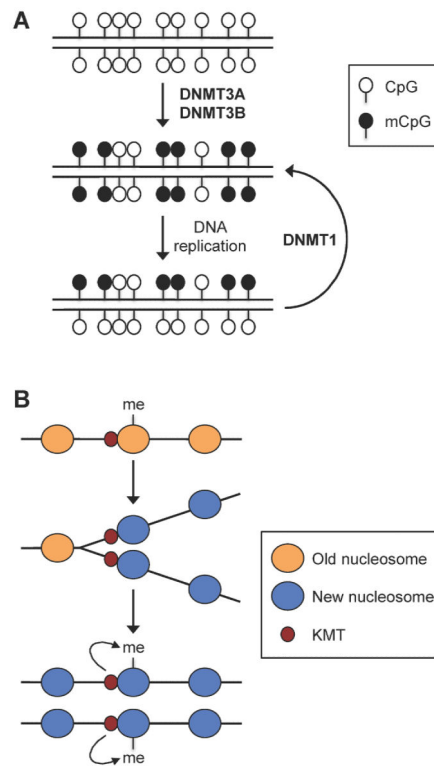 A
DNMT3A
DNMT3B
CpG
mCpG
DNA
replication
DNMT1
B
me
Old nucleosome
New nucleosome
KMT
me
me